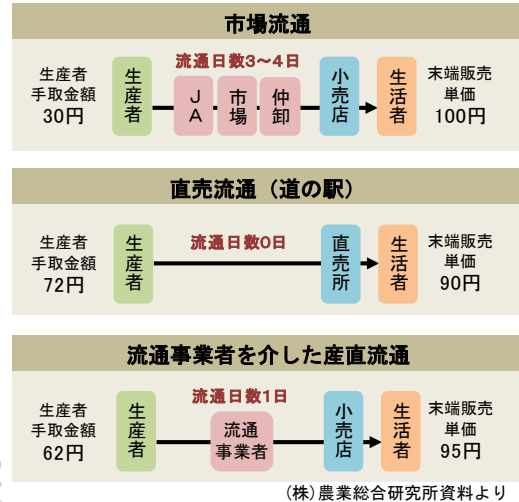 市場流通
流通日数3～4日
生産者
手取金額
30円
生産者
JA
市場
仲卸
小売店
生活者
末端販売
単価
100円
直売流通（道の駅）
流通日数0日
生産者
手取金額
72円
生産者
直売所
生活者
末端販売
単価
90円
流通事業者を介した産直流通
流通日数1日
生産者
手取金額
62円
生産者
流通
事業者
小売店
生活者
末端販売
単価
95円
(株)農業総合研究所資料より